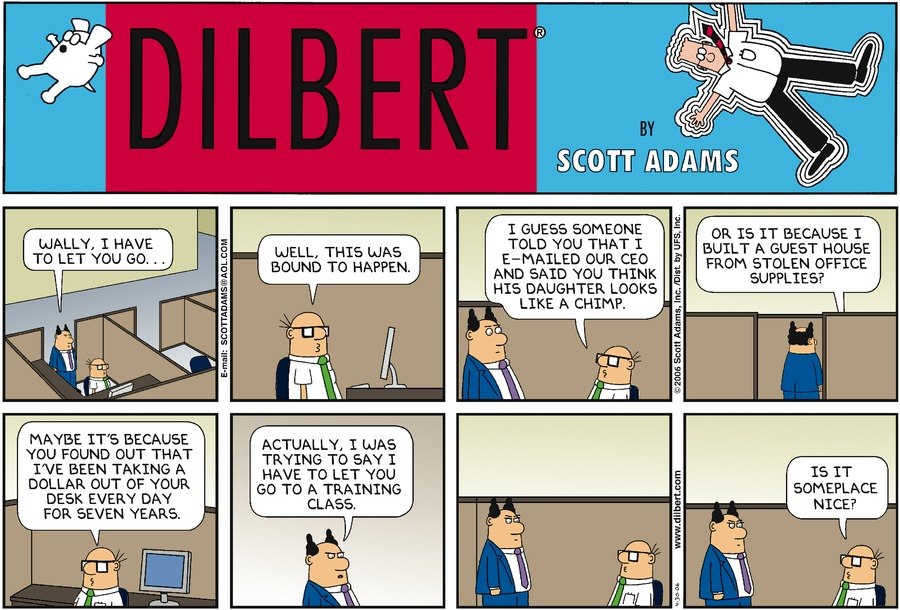 DILBERT®
BY
SCOTT ADAMS
WALLY, I HAVE
TO LET YOU GO...
E-mail: SCOTTADAMS@AOL.COM
WELL, THIS WAS
BOUND TO HAPPEN.
I GUESS SOMEONE
TOLD YOU THAT I
E-MAILED OUR CEO
AND SAID YOU THINK
HIS DAUGHTER LOOKS
LIKE A CHIMP.
© 2006 Scott Adams, Inc. /Dist. by UFS, Inc.
OR IS IT BECAUSE I
BUILT A GUEST HOUSE
FROM STOLEN OFFICE
SUPPLIES?
MAYBE IT'S BECAUSE
YOU FOUND OUT THAT
I'VE BEEN TAKING A
DOLLAR OUT OF YOUR
DESK EVERY DAY
FOR SEVEN YEARS.
ACTUALLY, I WAS
TRYING TO SAY I
HAVE TO LET YOU
GO TO A TRAINING
CLASS.
www.dilbert.com
4-30-06
IS IT
SOMEPLACE
NICE?